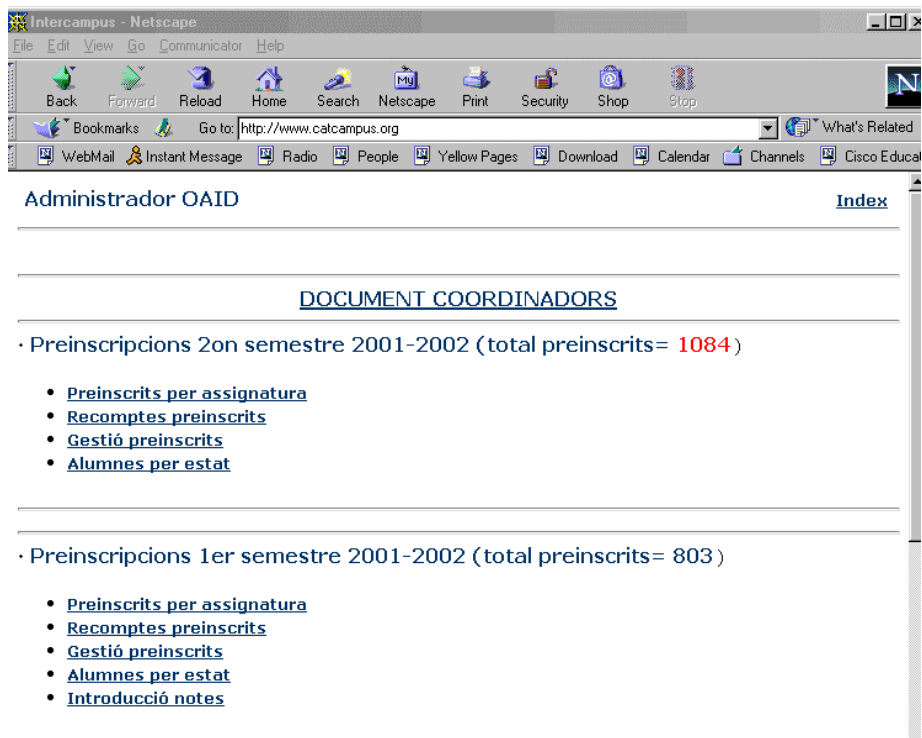 Intercampus - Netscape
File Edit View Go Communicator Help
Back Forward Reload Home Search Netscape Print Security Shop Stop
My
N
Bookmarks Go to: http://www.catcampus.org What's Related
WebMail Instant Message Radio People Yellow Pages Download Calendar Channels Cisco Educat
Administrador OAID Index
DOCUMENT COORDINADORS
· Preinscripcions 2on semestre 2001-2002 (total preinscrits= 1084)
• Preinscrits per assignatura
• Recomptes preinscrits
• Gestió preinscrits
• Alumnes per estat
· Preinscripcions 1er semestre 2001-2002 (total preinscrits= 803)
• Preinscrits per assignatura
• Recomptes preinscrits
• Gestió preinscrits
• Alumnes per estat
• Introducció notes